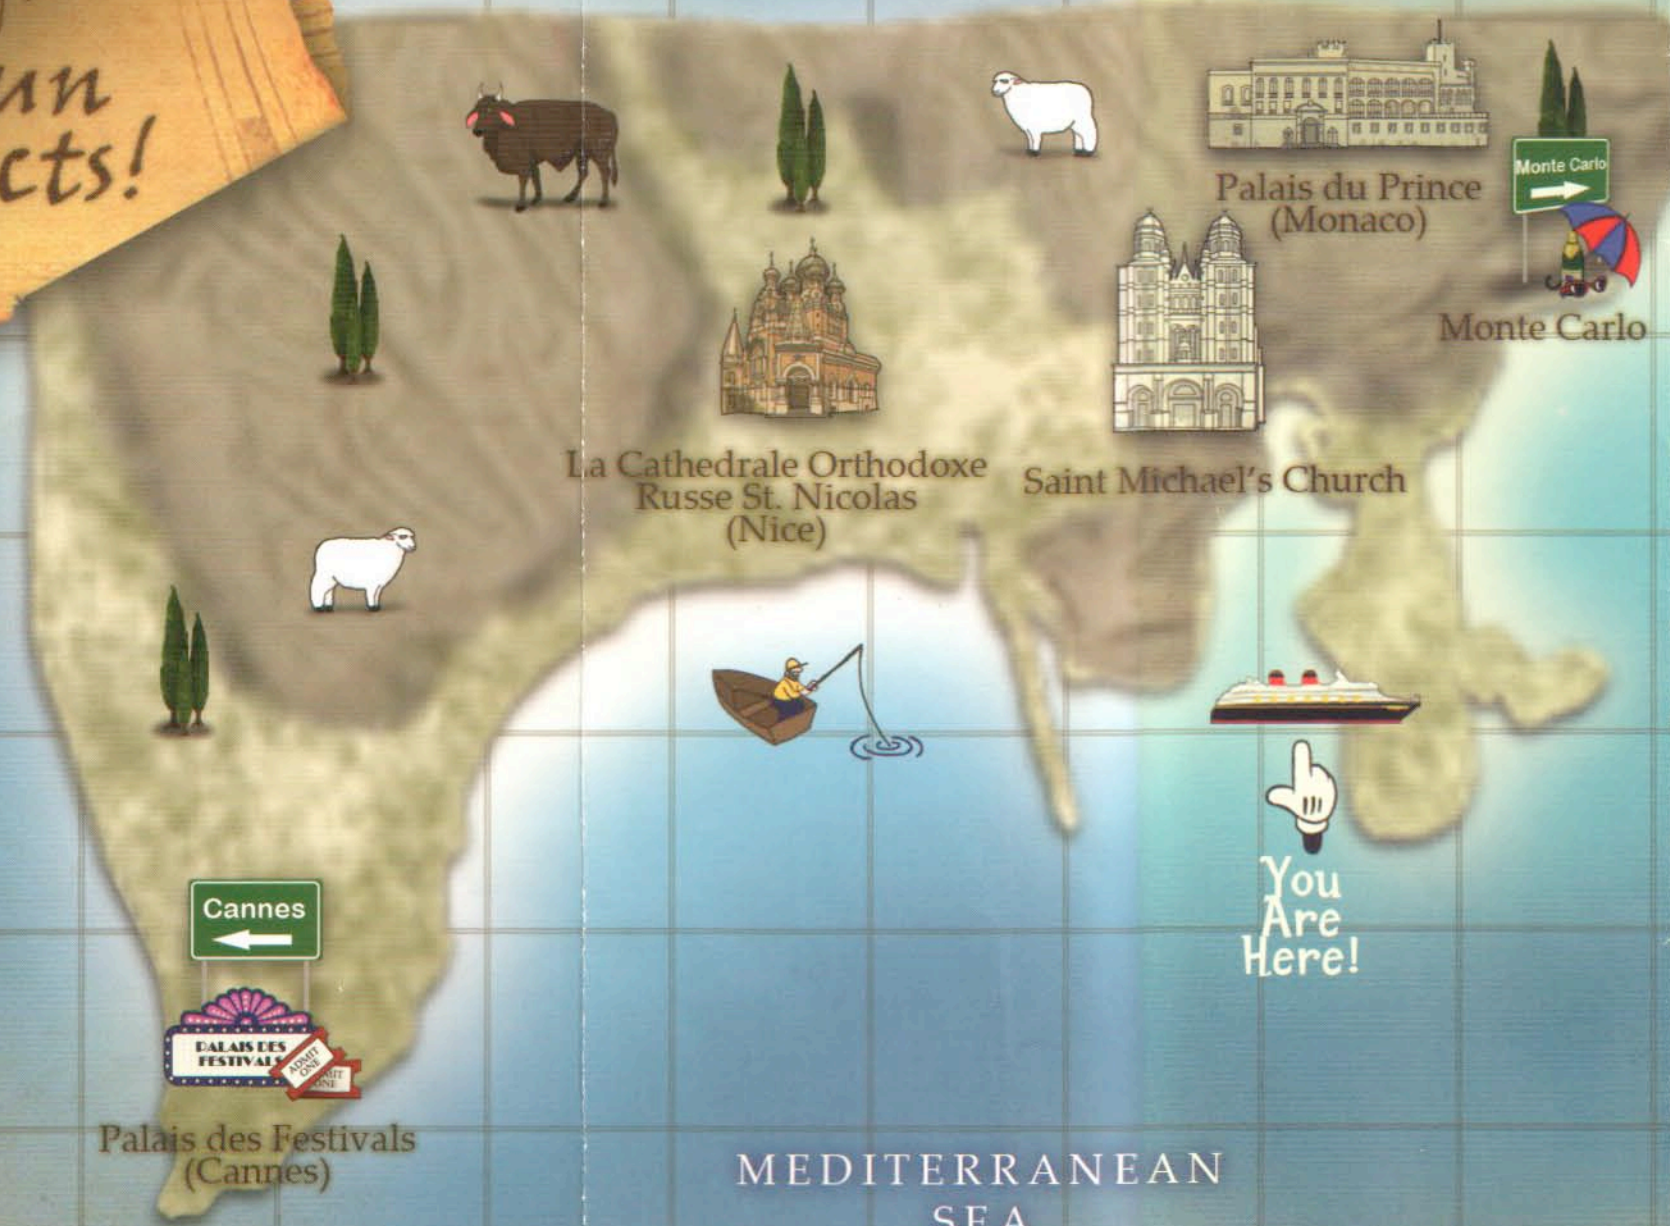 cts!
Monte Carlo
Palais du Prince
(Monaco)
Monte Carlo
La Cathedrale Orthodoxe
Russe St. Nicolas
(Nice)
Saint Michael's Church
You
Are
Here!
Cannes
PALAIS DES
FESTIVALS
ADMIT
ONE
ONE
Palais des Festivals
(Cannes)
MEDITERRANEAN
SEA